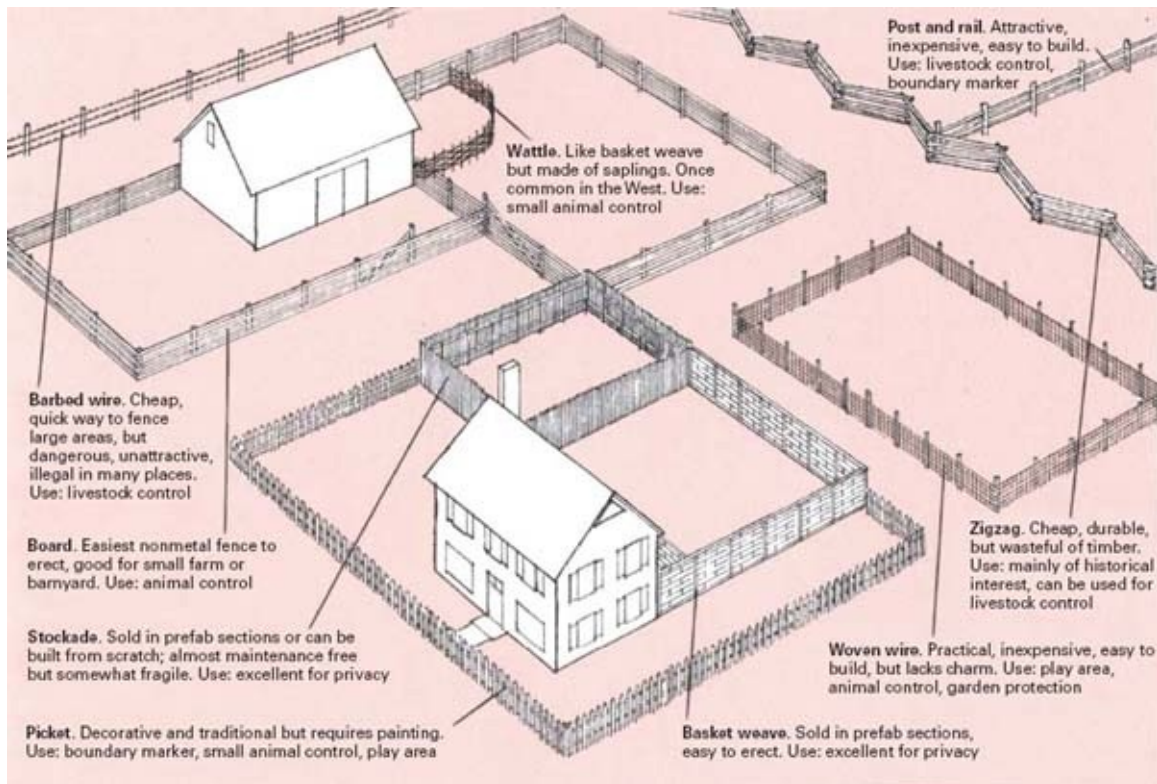 Post and rail. Attractive,
inexpensive, easy to build.
Use: livestock control,
boundary marker
Wattle. Like basket weave
but made of saplings. Once
common in the West. Use:
small animal control
Barbed wire. Cheap,
quick way to fence
large areas, but
dangerous, unattractive,
illegal in many places.
Use: livestock control
Board. Easiest nonmetal fence to
erect, good for small farm or
barnyard. Use: animal control
Stockade. Sold in prefab sections or can be
built from scratch; almost maintenance free
but somewhat fragile. Use: excellent for privacy
Picket. Decorative and traditional but requires painting.
Use: boundary marker, small animal control, play area
Zigzag. Cheap, durable,
but wasteful of timber.
Use: mainly of historical
interest, can be used for
livestock control
Woven wire. Practical, inexpensive, easy to
build, but lacks charm. Use: play area,
animal control, garden protection
Basket weave. Sold in prefab sections,
easy to erect. Use: excellent for privacy